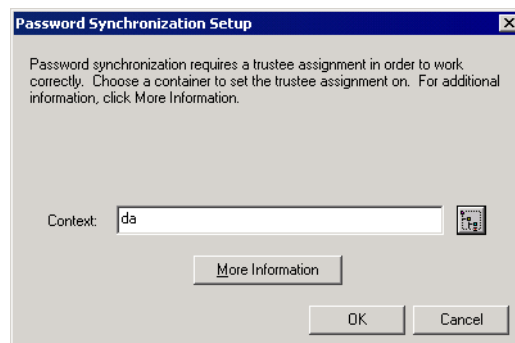 Password Synchronization Setup
Password synchronization requires a trustee assignment in order to work
correctly. Choose a container to set the trustee assignment on. For additional
information, click More Information.
Context: da
More Information
OK Cancel